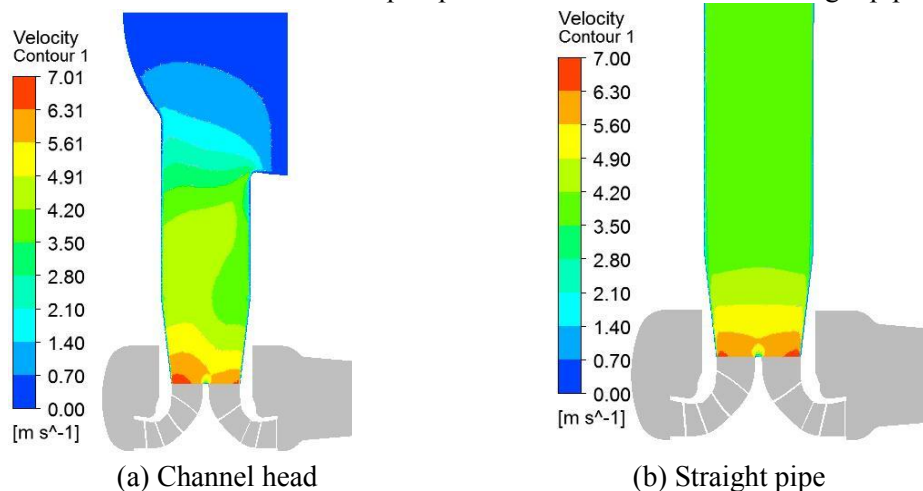 Velocity
Contour 1
7.01
6.31
5.61
4.91
4.20
3.50
2.80
2.10
1.40
0.70
0.00
[m s^-1]
(a) Channel head
Velocity
Contour 1
7.00
6.30
5.60
4.90
4.20
3.50
2.80
2.10
1.40
0.70
0.00
[m s^-1]
(b) Straight pipe